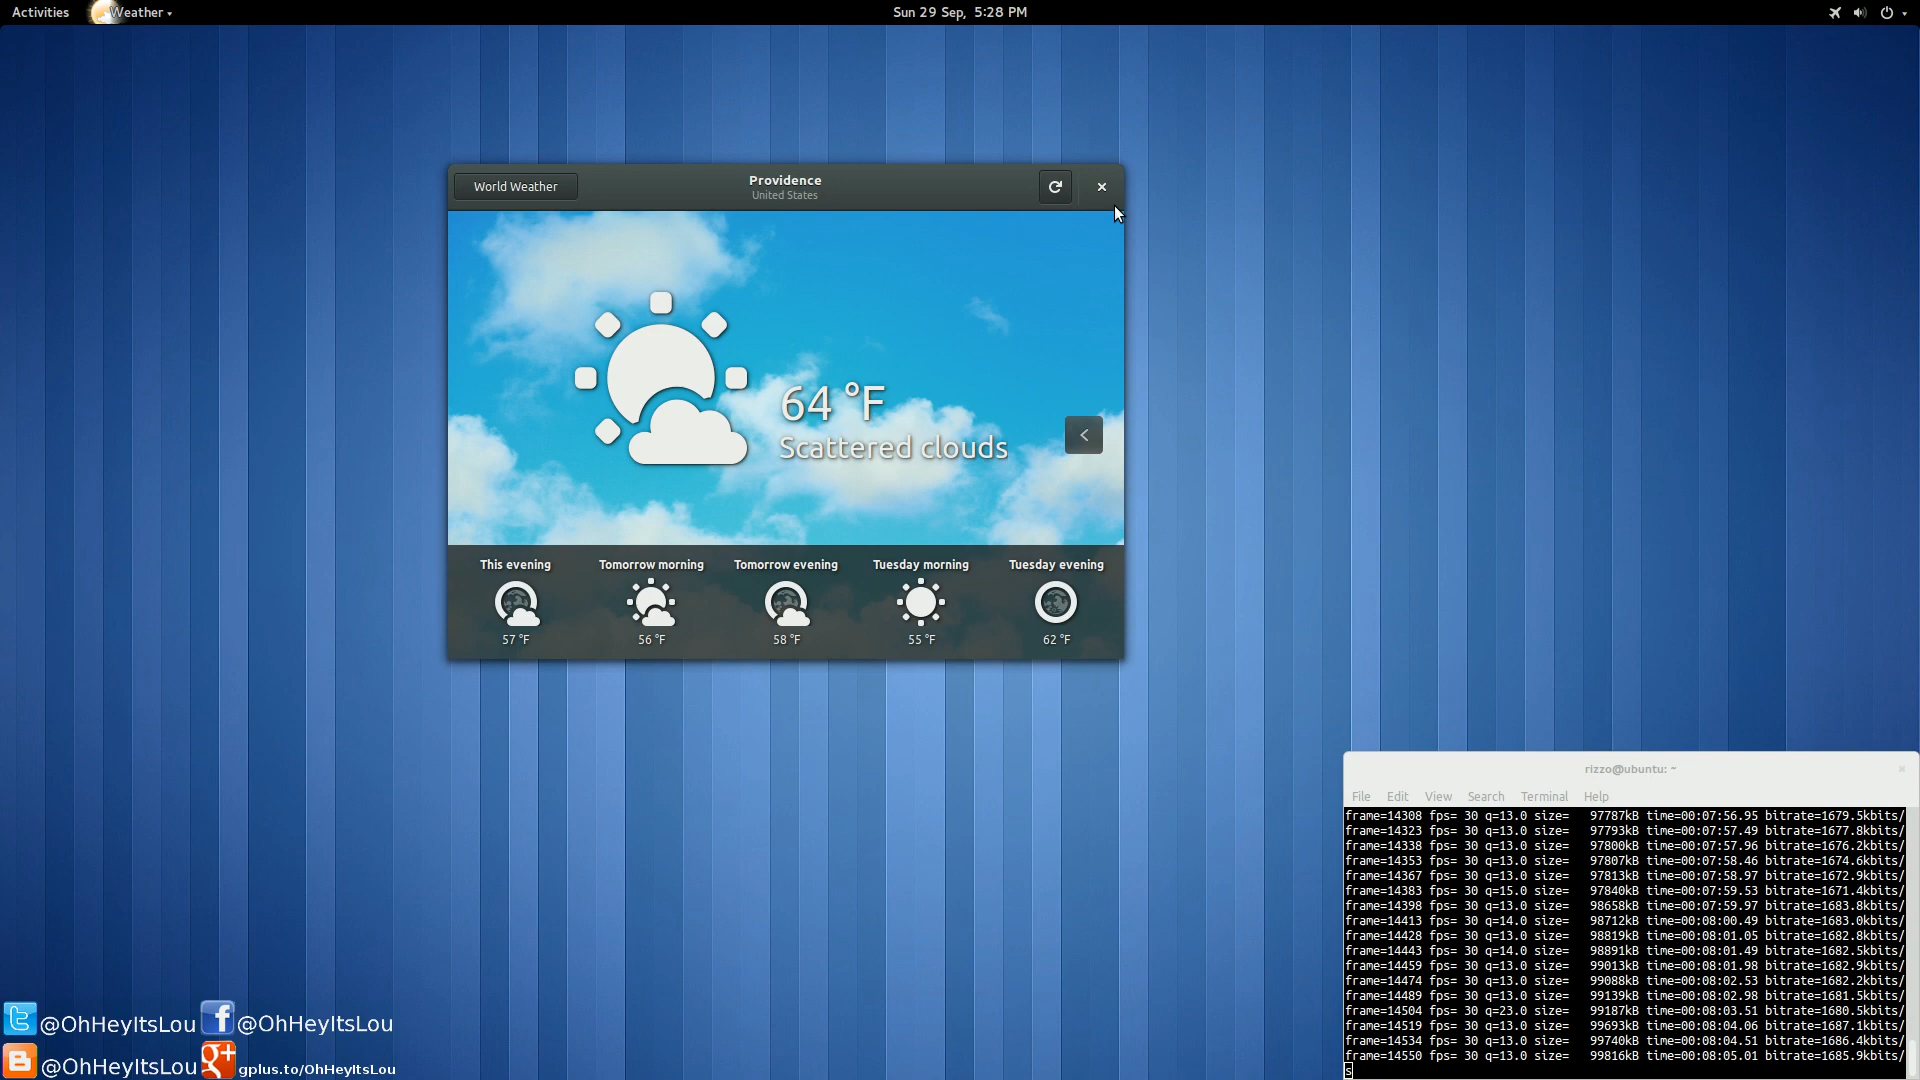 Activities
Weather
Sun 29 Sep, 5:28 PM
World Weather
Providence
United States
64 °F
Scattered clouds
This evening
Tomorrow morning
Tomorrow evening
Tuesday morning
Tuesday evening
57 °F
56 °F
58 °F
55 °F
62 °F
rizzo@ubuntu: ~
File Edit View Search Terminal Help
frame=14308 fps= 30 q=13.0 size=   97787kB time=00:07:56.95 bitrate=1679.5kbits/
frame=14323 fps= 30 q=13.0 size=   97793kB time=00:07:57.49 bitrate=1677.8kbits/
frame=14338 fps= 30 q=13.0 size=   97800kB time=00:07:57.96 bitrate=1676.2kbits/
frame=14353 fps= 30 q=13.0 size=   97807kB time=00:07:58.46 bitrate=1674.6kbits/
frame=14367 fps= 30 q=13.0 size=   97813kB time=00:07:58.97 bitrate=1672.9kbits/
frame=14383 fps= 30 q=15.0 size=   97840kB time=00:07:59.53 bitrate=1671.4kbits/
frame=14398 fps= 30 q=13.0 size=   98658kB time=00:07:59.97 bitrate=1683.8kbits/
frame=14413 fps= 30 q=14.0 size=   98712kB time=00:08:00.49 bitrate=1683.0kbits/
frame=14428 fps= 30 q=13.0 size=   98819kB time=00:08:01.05 bitrate=1682.8kbits/
frame=14443 fps= 30 q=14.0 size=   98891kB time=00:08:01.49 bitrate=1682.5kbits/
frame=14459 fps= 30 q=13.0 size=   99013kB time=00:08:01.98 bitrate=1682.9kbits/
frame=14474 fps= 30 q=13.0 size=   99088kB time=00:08:02.53 bitrate=1682.2kbits/
frame=14489 fps= 30 q=13.0 size=   99139kB time=00:08:02.98 bitrate=1681.5kbits/
frame=14504 fps= 30 q=23.0 size=   99187kB time=00:08:03.51 bitrate=1680.5kbits/
frame=14519 fps= 30 q=13.0 size=   99693kB time=00:08:04.06 bitrate=1687.1kbits/
frame=14534 fps= 30 q=13.0 size=   99740kB time=00:08:04.51 bitrate=1686.4kbits/
frame=14550 fps= 30 q=13.0 size=   99816kB time=00:08:05.01 bitrate=1685.9kbits/
s
@OhHeyItsLou
@OhHeyItsLou
@OhHeyItsLou
g+ gplus.to/OhHeyItsLou